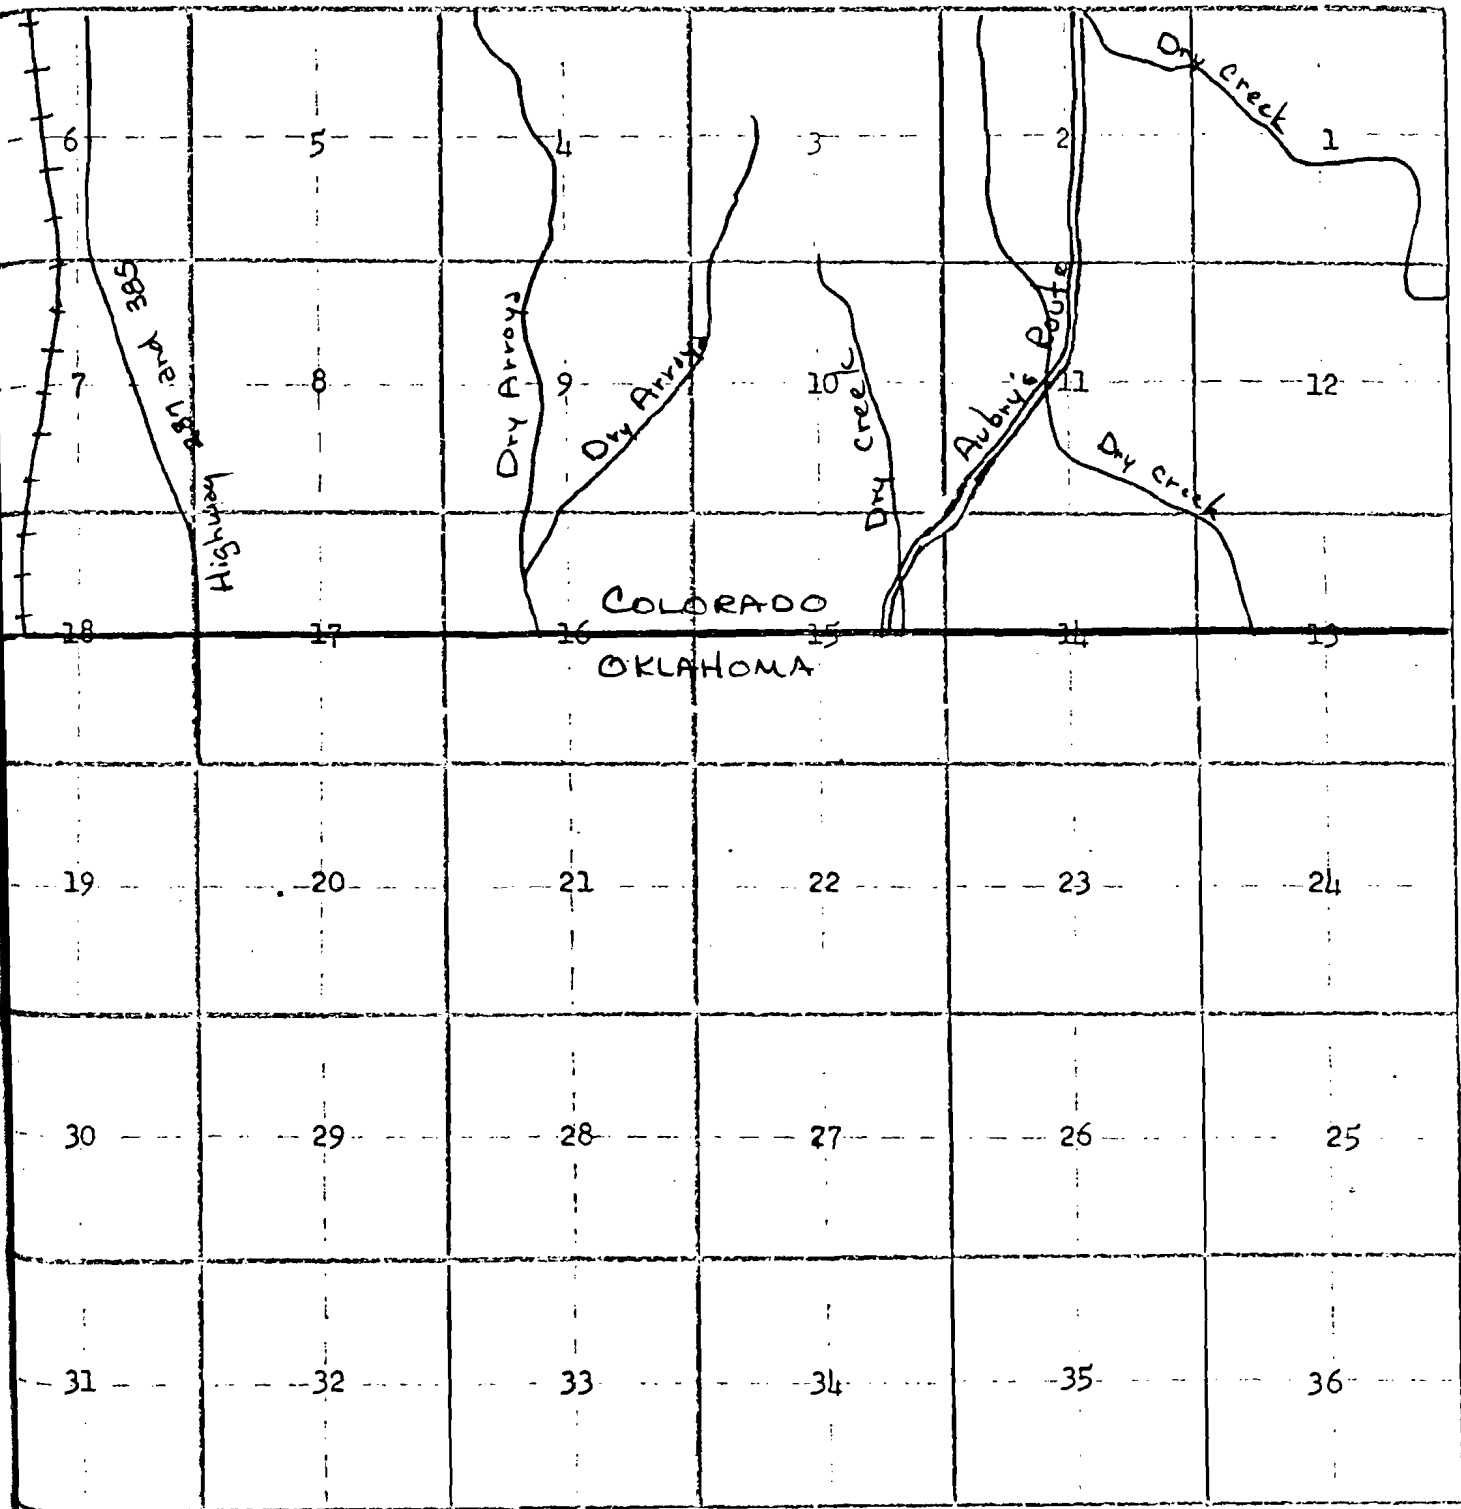 Dry Creek
6 5 4 3 2 1
Highway 287 and 385
Dry Arroyo
Dry Arroyo
Dry Creek
Aubry's Route
Dry Creek
7 8 9 10 11 12
COLORADO
18 17 16 15 14 13
OKLAHOMA
19 20 21 22 23 24
30 29 28 27 26 25
31 32 33 34 35 36